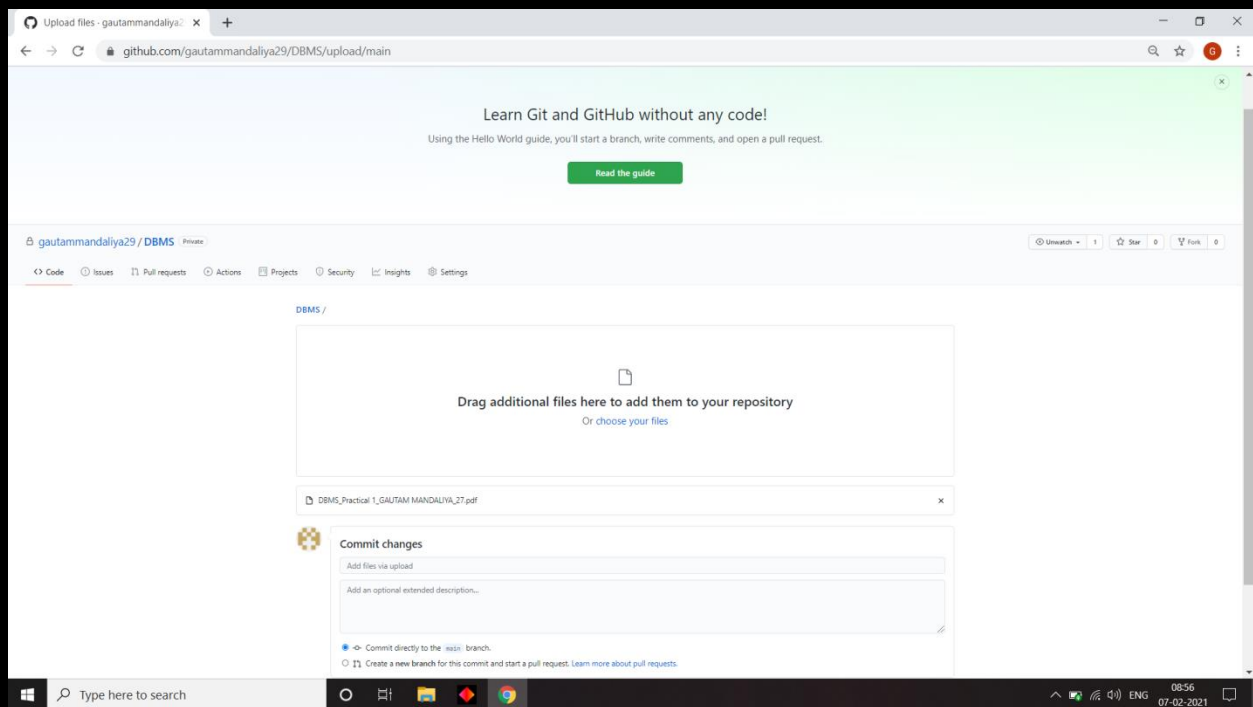 Upload files · gautammandaliya2
github.com/gautammandaliya29/DBMS/upload/main
G
Learn Git and GitHub without any code!
Using the Hello World guide, you'll start a branch, write comments, and open a pull request.
Read the guide
gautammandaliya29 / DBMS Private
Unwatch 1 Star 0 Fork 0
Code Issues Pull requests Actions Projects Security Insights Settings
DBMS /
Drag additional files here to add them to your repository
Or choose your files
DBMS_Practical 1_GAUTAM MANDALIYA_27.pdf
Commit changes
Add files via upload
Add an optional extended description...
Commit directly to the main branch.
Create a new branch for this commit and start a pull request. Learn more about pull requests.
Type here to search
ENG
08:56
07-02-2021